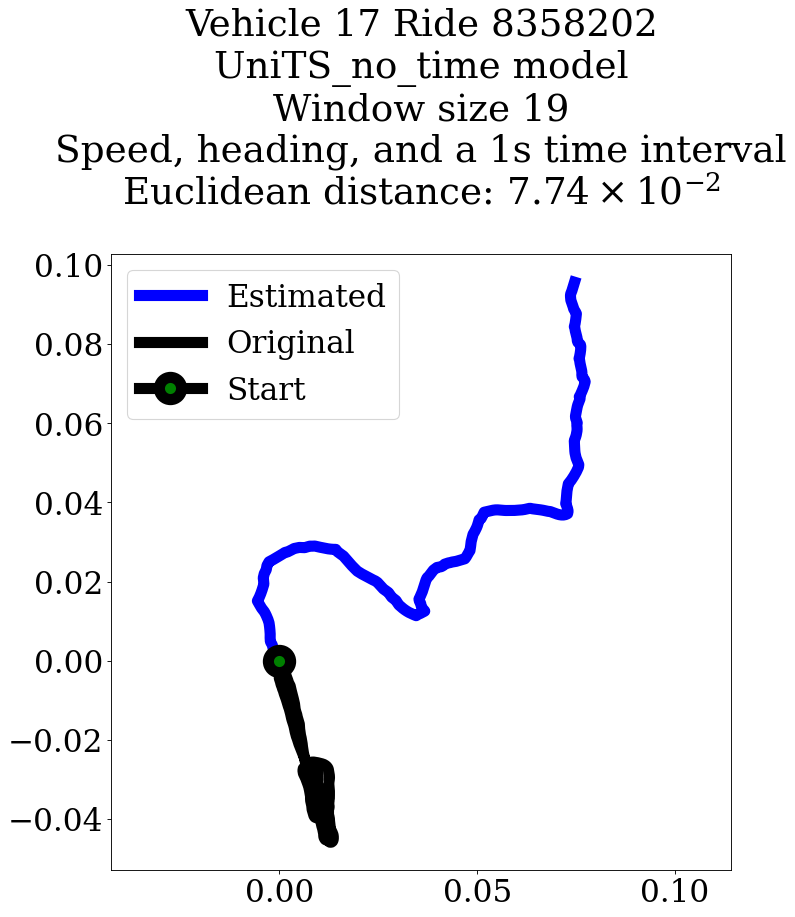 Vehicle 17 Ride 8358202
UniTS_no_time model
Window size 19
Speed, heading, and a 1s time interval
Euclidean distance: 7.74 × 10⁻²
0.10
0.08
0.06
0.04
0.02
0.00
−0.02
−0.04
Estimated
Original
Start
0.00 0.05 0.10